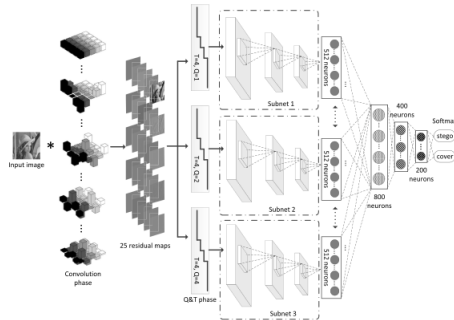 Input image
*
Convolution
phase
25 residual maps
T=4, Q=1
T=4, Q=2
T=4, Q=4
Q&T phase
Subnet 1
Subnet 2
Subnet 3
512 neurons
512 neurons
512 neurons
800
neurons
400
neurons
200
neurons
Softma
stego
cover